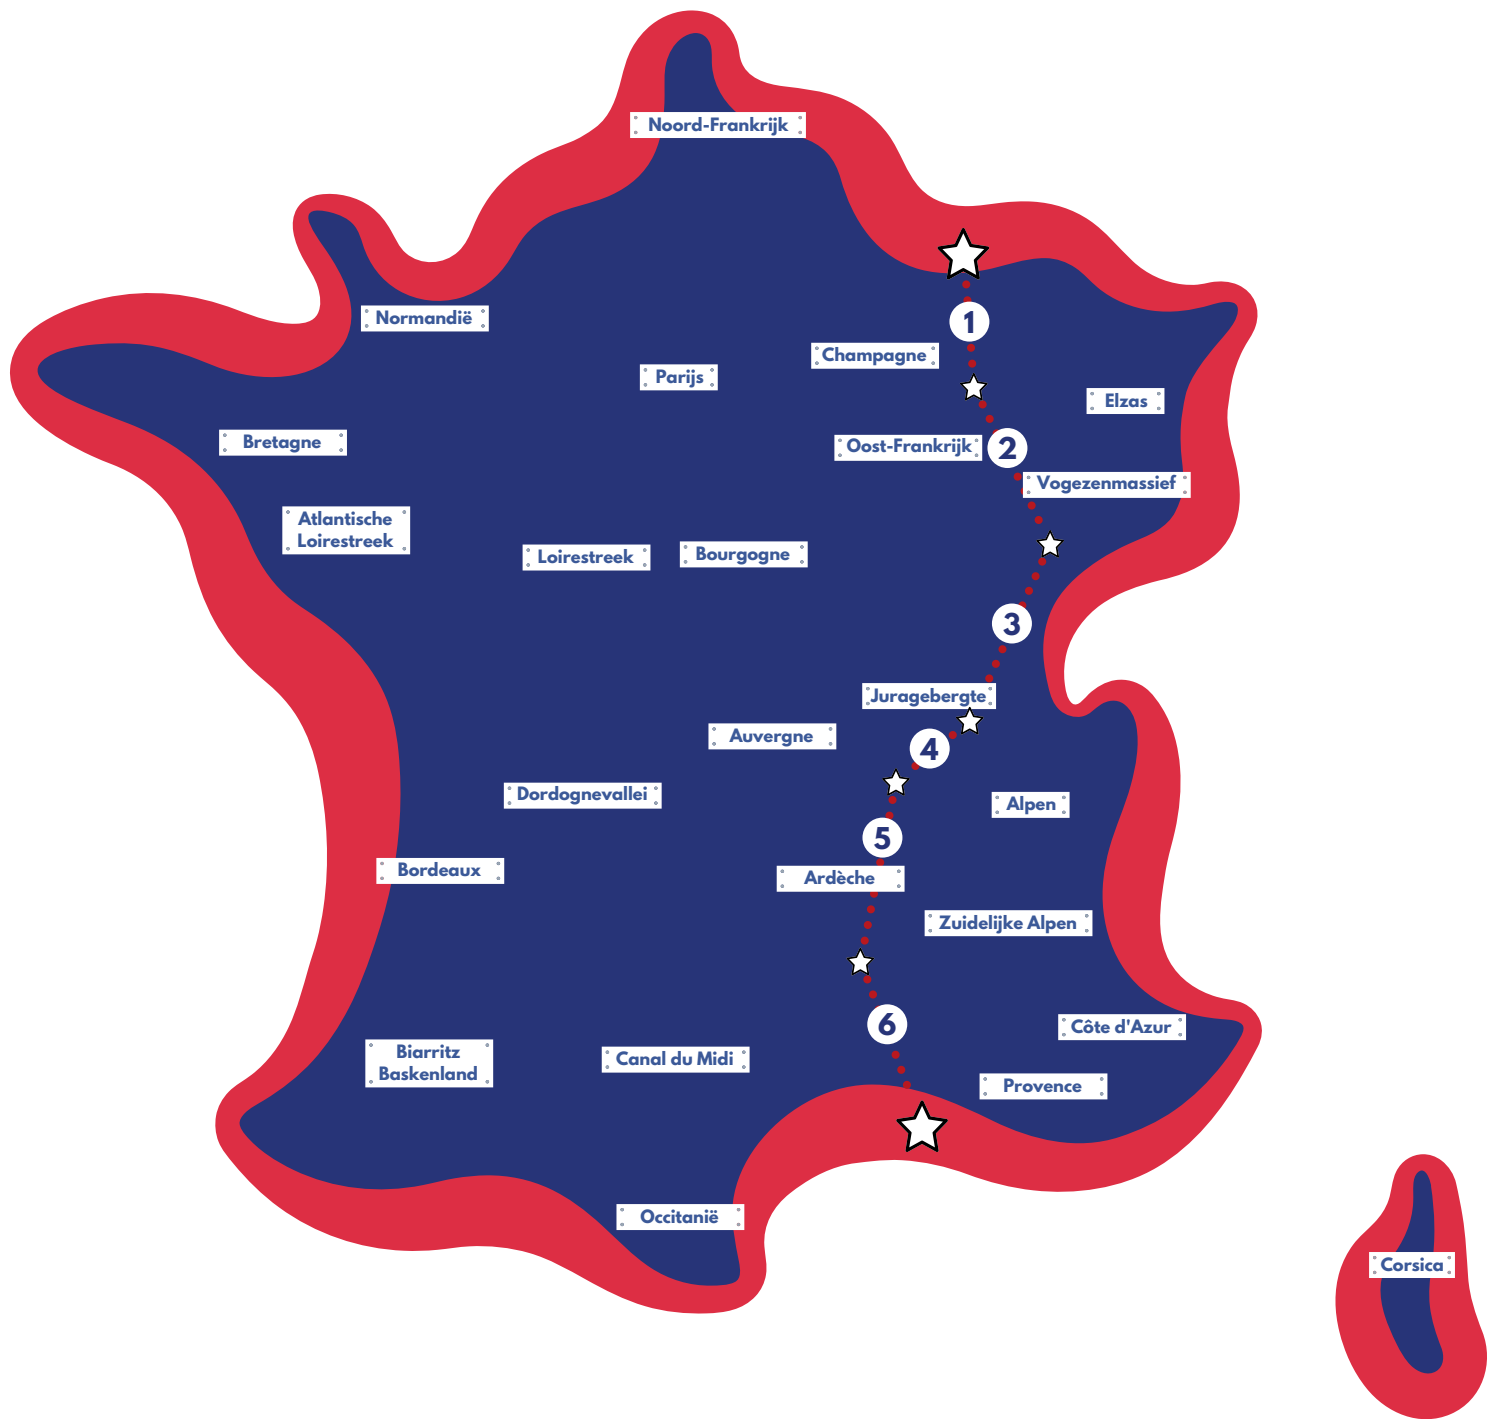 Noord-Frankrijk
Normandië
1
Champagne
Parijs
Elzas
Bretagne
Oost-Frankrijk
2
Vogezenmassief
Atlantische
Loirestreek
Loirestreek
Bourgogne
3
Juragebergte
Auvergne
4
Dordognevallei
Alpen
5
Bordeaux
Ardèche
Zuidelijke Alpen
6
Côte d'Azur
Biarritz
Baskenland
Canal du Midi
Provence
Occitanië
Corsica